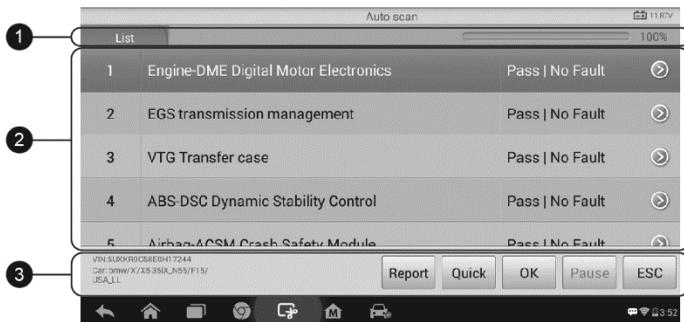 Auto scan
11.87V
1
List
100%
2
1 Engine-DME Digital Motor Electronics Pass | No Fault
2 EGS transmission management Pass | No Fault
3 VTG Transfer case Pass | No Fault
4 ABS-DSC Dynamic Stability Control Pass | No Fault
5 Airbag-ACSM Crash Safety Module Pass | No Fault
3
VIN:5UXKR0C58E0H17244
Car:bmw/X/X5 35iX_N55/F15/
USA_LL
Report Quick OK Pause ESC
M
3:52